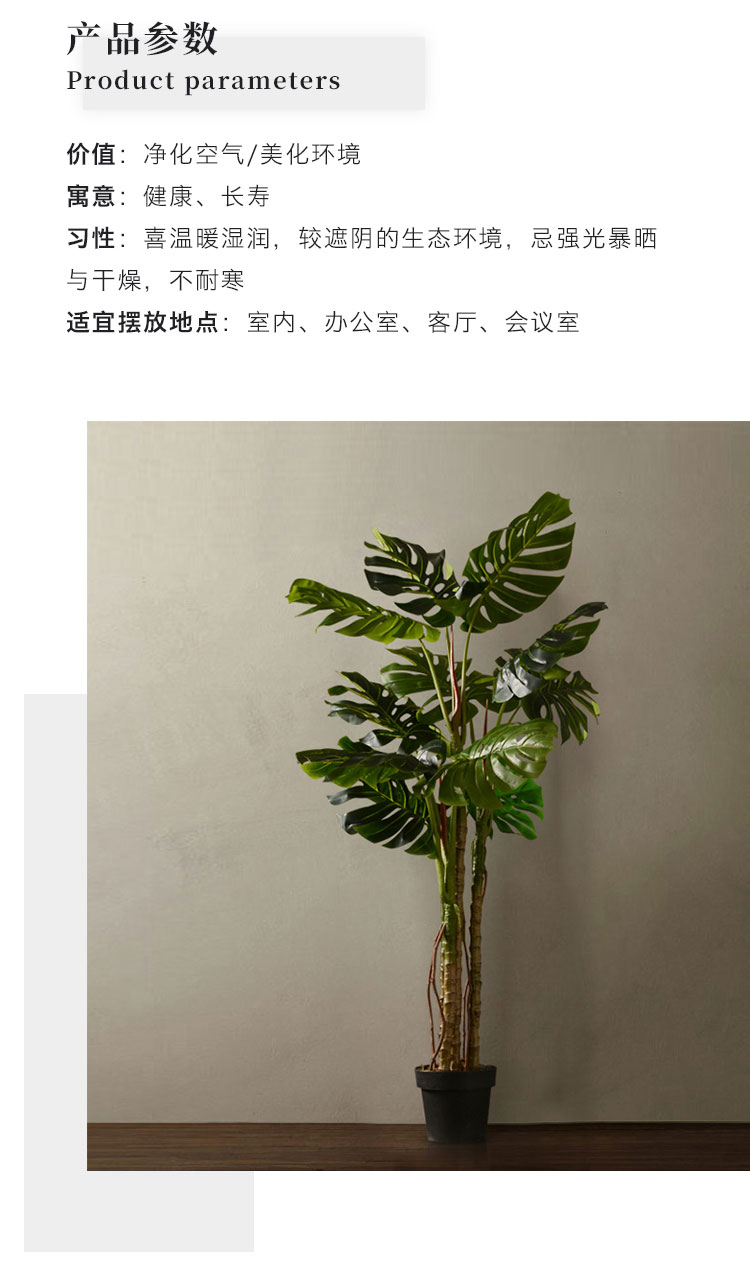 产品参数
Product parameters
价值：净化空气/美化环境
寓意：健康、长寿
习性：喜温暖湿润，较遮阴的生态环境，忌强光暴晒
与干燥，不耐寒
适宜摆放地点：室内、办公室、客厅、会议室